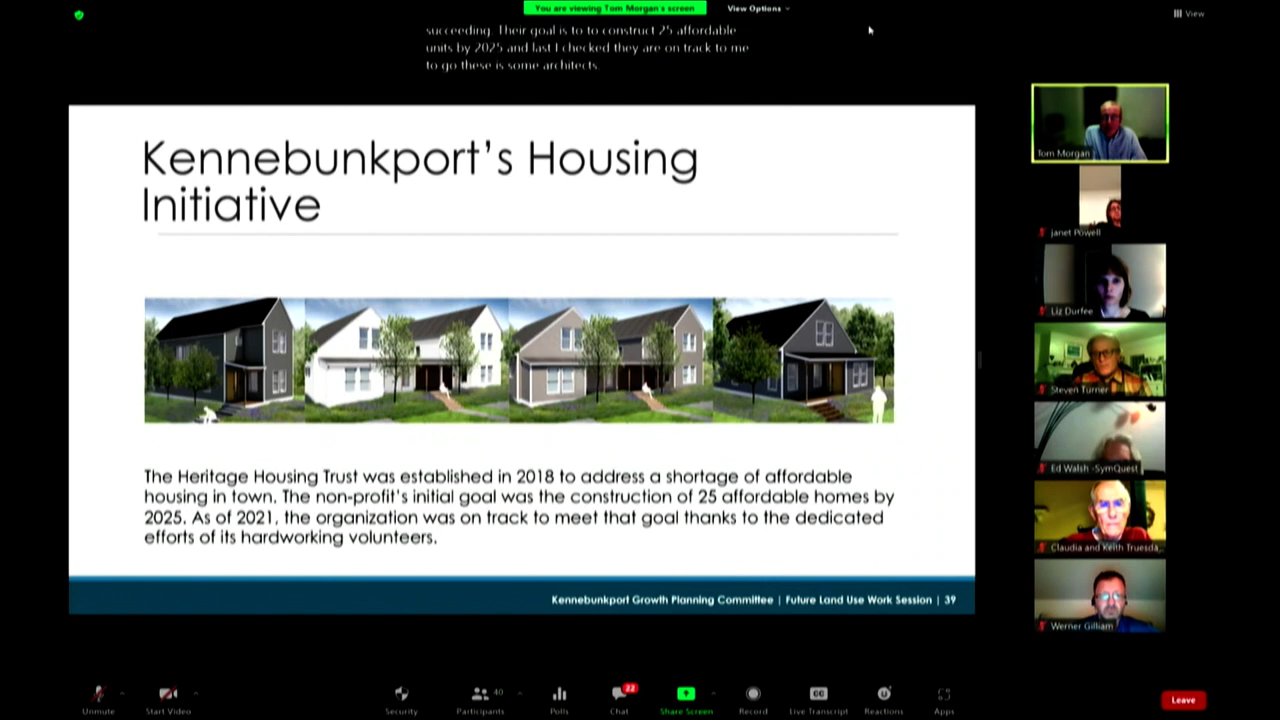 You are viewing Tom Morgan's screen
View Options
View
succeeding. Their goal is to to construct 25 affordable
units by 2025 and last I checked they are on track to me
to go these is some architects.
Kennebunkport's Housing
Initiative
The Heritage Housing Trust was established in 2018 to address a shortage of affordable
housing in town. The non-profit's initial goal was the construction of 25 affordable homes by
2025. As of 2021, the organization was on track to meet that goal thanks to the dedicated
efforts of its hardworking volunteers.
Kennebunkport Growth Planning Committee | Future Land Use Work Session | 39
Tom Morgan
Janet Powell
Liz Durfee
Steven Turner
Ed Walsh -SymQuest
Claudia and Keith Truesda...
Werner Gilliam
Unmute
Start Video
Security
Participants
40
Polls
Chat
22
Share Screen
Record
CC
Live Transcript
Reactions
Apps
Leave